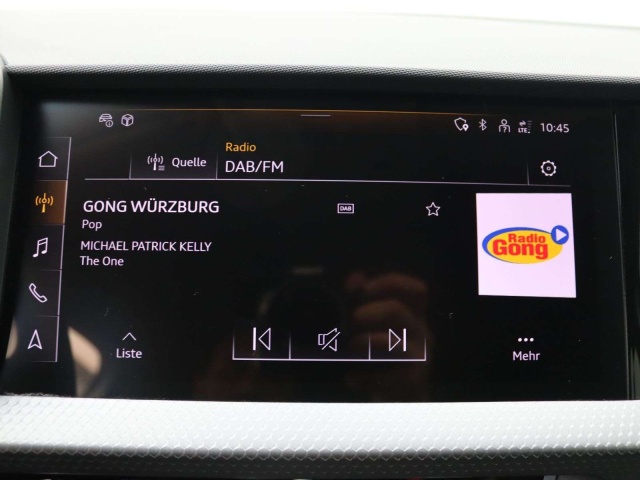 LTE
10:45
Radio
Quelle
DAB/FM
GONG WÜRZBURG
DAB
Pop
MICHAEL PATRICK KELLY
The One
Radio
Gong
Liste
Mehr